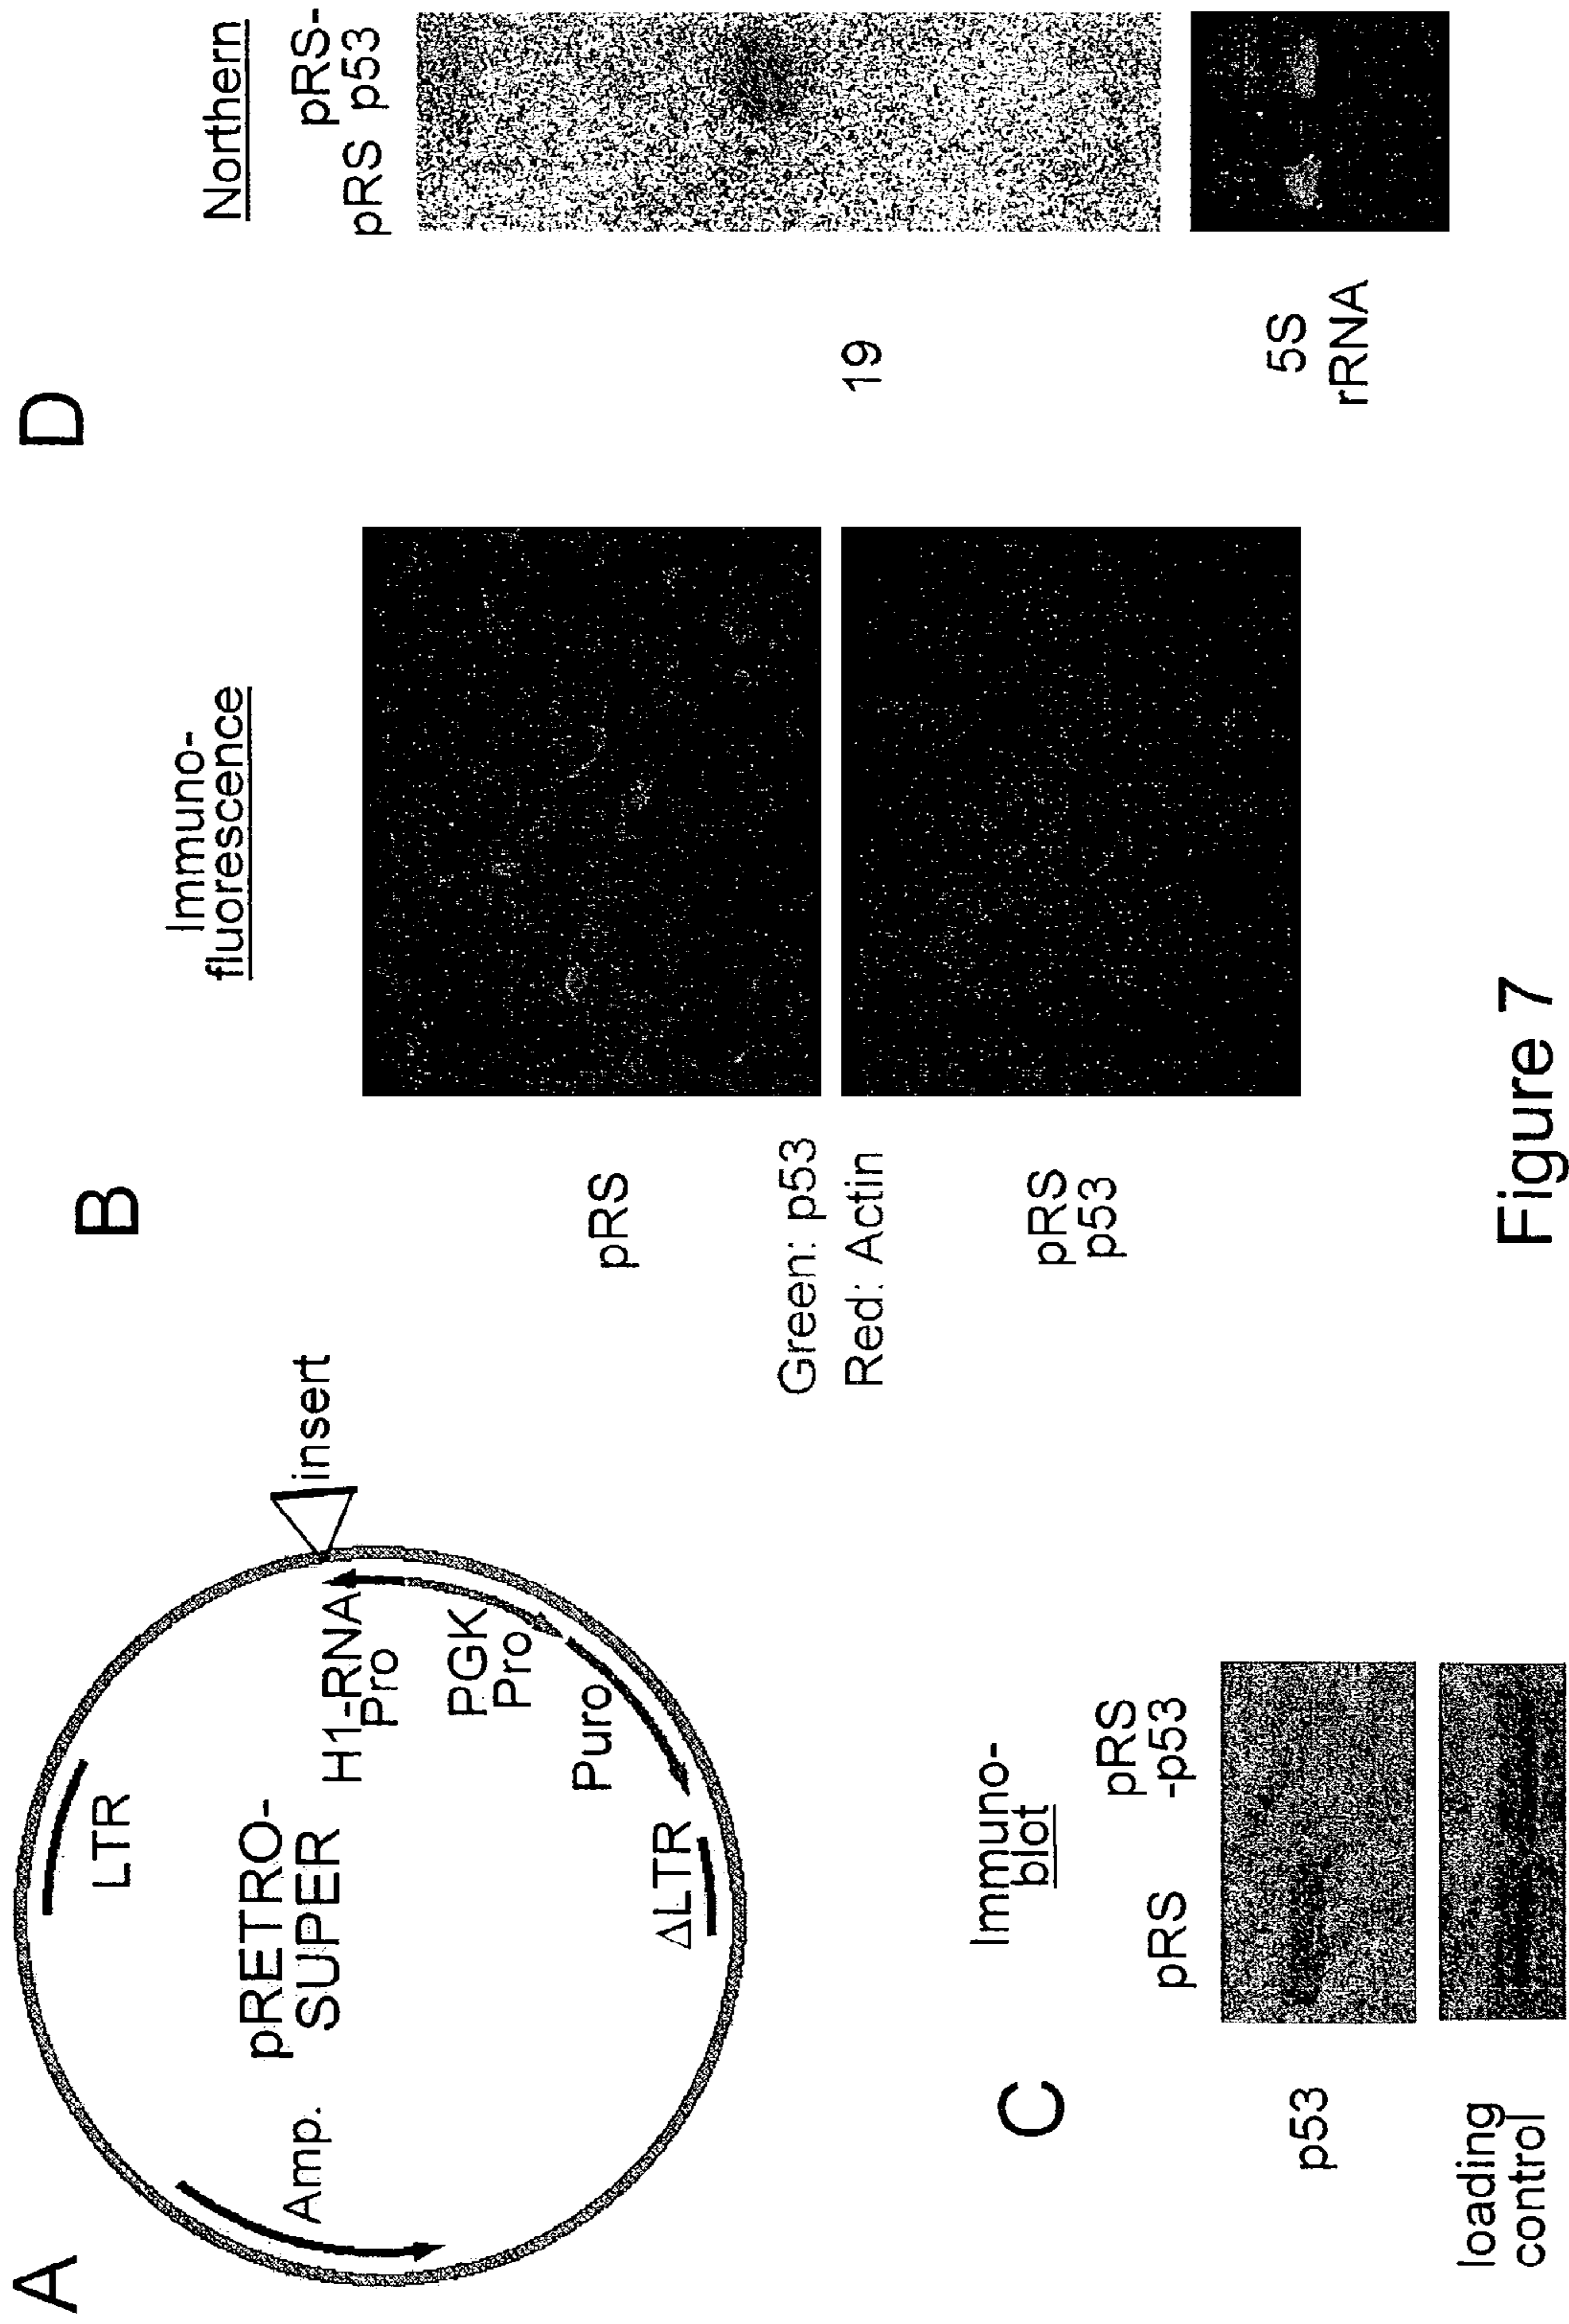 A
pRETRO-
SUPER
Amp.
LTR
H1-RNA
Pro
PGK
Pro
Puro
ΔLTR
insert
B
Immuno-
fluorescence
pRS
Green: p53
Red: Actin
pRS
p53
C
Immuno-
blot
pRS
pRS
-p53
p53
loading
control
D
Northern
pRS
pRS-
p53
19
5S
rRNA
Figure 7